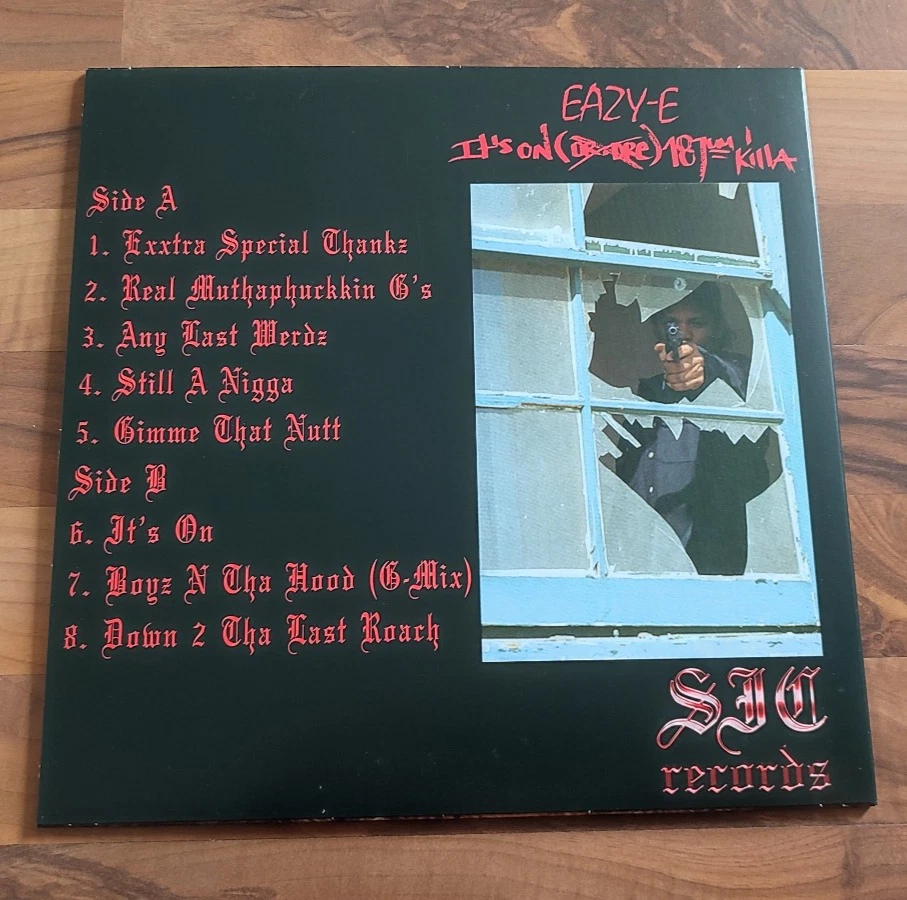 EAZY-E
It's ON (DR. DRE) 187um KillA
Side A
1. Exxtra Special Thankz
2. Real Muthaphuckkin G's
3. Any Last Werdz
4. Still A Nigga
5. Gimme That Nutt
Side B
6. It's On
7. Boyz N Tha Hood (G-Mix)
8. Down 2 Tha Last Roach
SIC
records